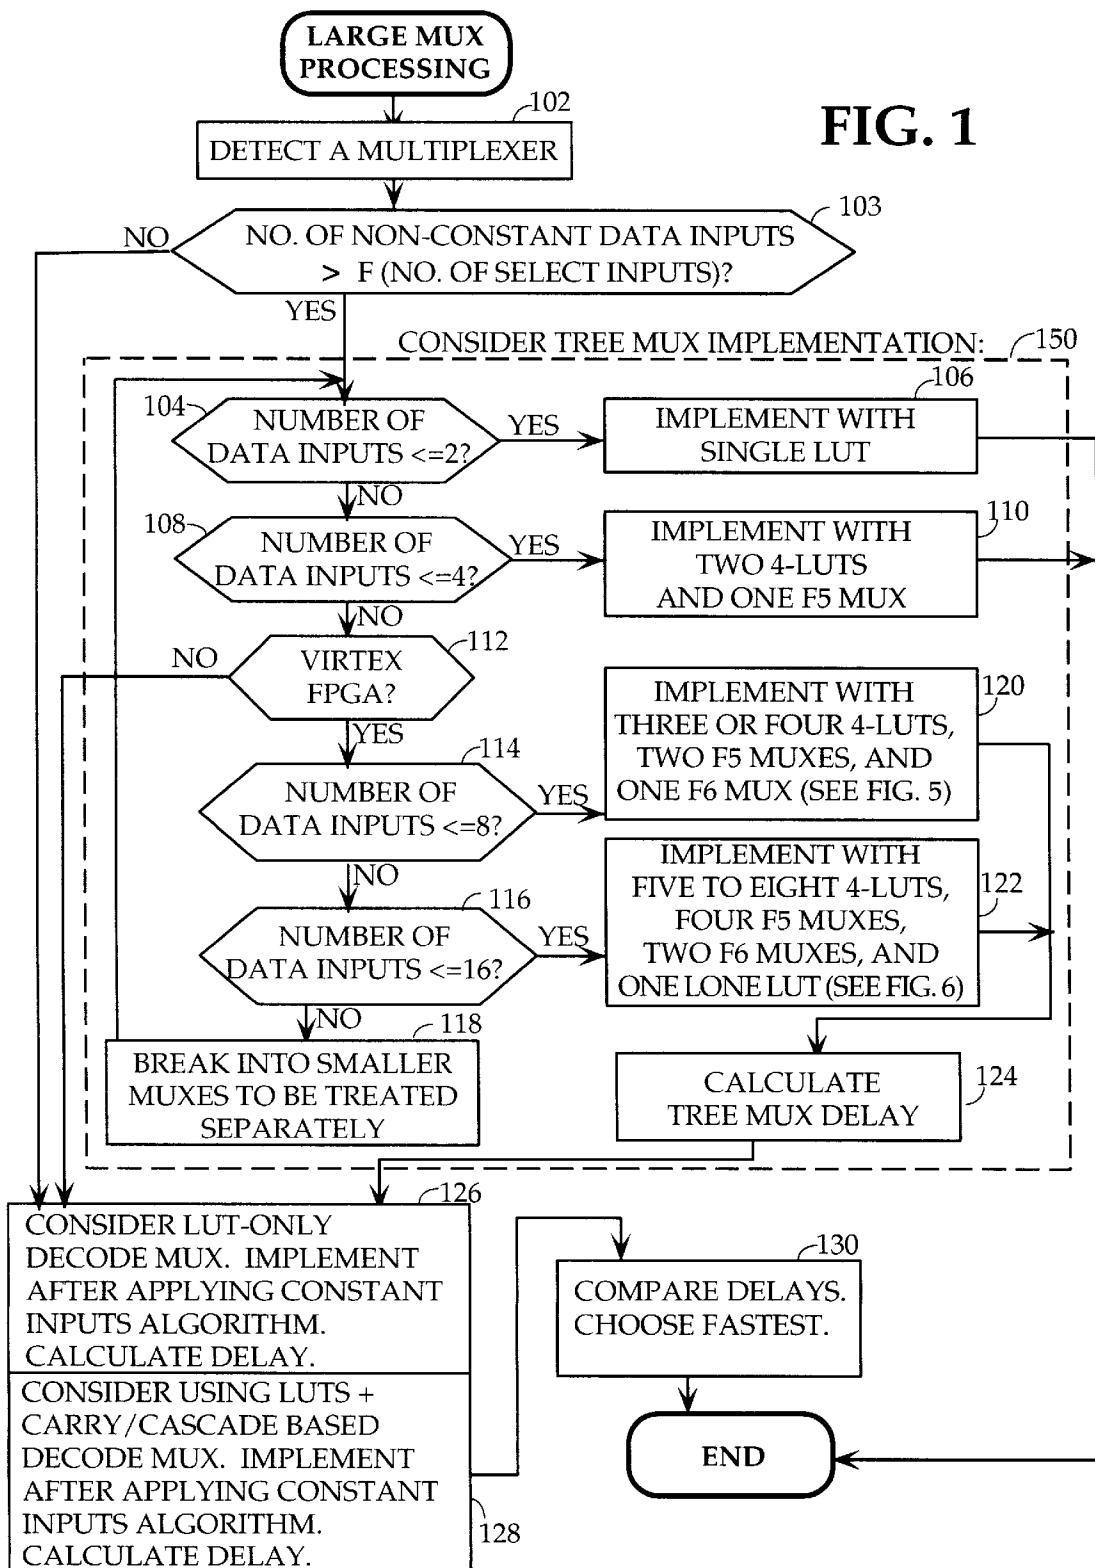 LARGE MUX
PROCESSING
FIG. 1
102
DETECT A MULTIPLEXER
103
NO
NO. OF NON-CONSTANT DATA INPUTS
> F (NO. OF SELECT INPUTS)?
YES
CONSIDER TREE MUX IMPLEMENTATION:
150
104
NUMBER OF
DATA INPUTS <=2?
YES
106
IMPLEMENT WITH
SINGLE LUT
NO
108
NUMBER OF
DATA INPUTS <=4?
YES
110
IMPLEMENT WITH
TWO 4-LUTS
AND ONE F5 MUX
NO
112
NO
VIRTEX
FPGA?
YES
120
IMPLEMENT WITH
THREE OR FOUR 4-LUTS,
TWO F5 MUXES, AND
ONE F6 MUX (SEE FIG. 5)
114
NUMBER OF
DATA INPUTS <=8?
YES
NO
122
IMPLEMENT WITH
FIVE TO EIGHT 4-LUTS,
FOUR F5 MUXES,
TWO F6 MUXES, AND
ONE LONE LUT (SEE FIG. 6)
116
NUMBER OF
DATA INPUTS <=16?
YES
NO
118
BREAK INTO SMALLER
MUXES TO BE TREATED
SEPARATELY
124
CALCULATE
TREE MUX DELAY
126
CONSIDER LUT-ONLY
DECODE MUX. IMPLEMENT
AFTER APPLYING CONSTANT
INPUTS ALGORITHM.
CALCULATE DELAY.
130
COMPARE DELAYS.
CHOOSE FASTEST.
CONSIDER USING LUTS +
CARRY/CASCADE BASED
DECODE MUX. IMPLEMENT
AFTER APPLYING CONSTANT
INPUTS ALGORITHM.
CALCULATE DELAY.
128
END